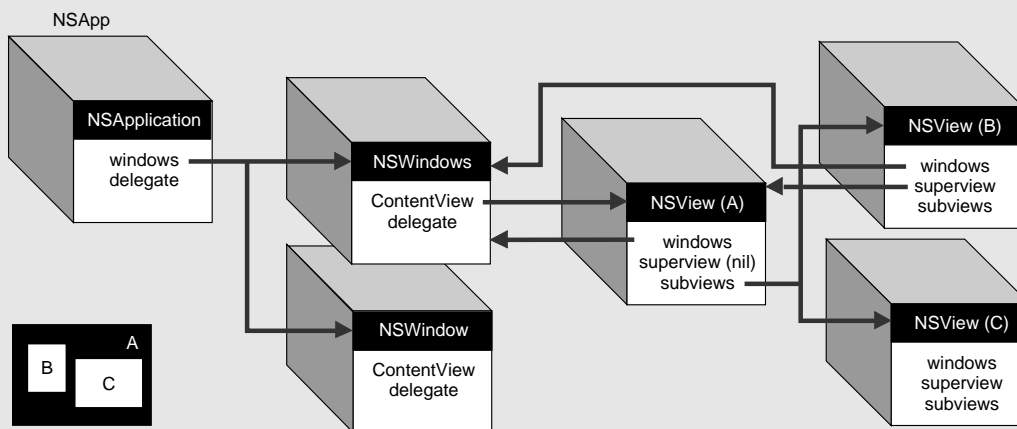 NSApp
NSApplication
windows
delegate
NSWindows
ContentView
delegate
NSWindow
ContentView
delegate
NSView (A)
windows
superview (nil)
subviews
NSView (B)
windows
superview
subviews
NSView (C)
windows
superview
subviews
A
B
C